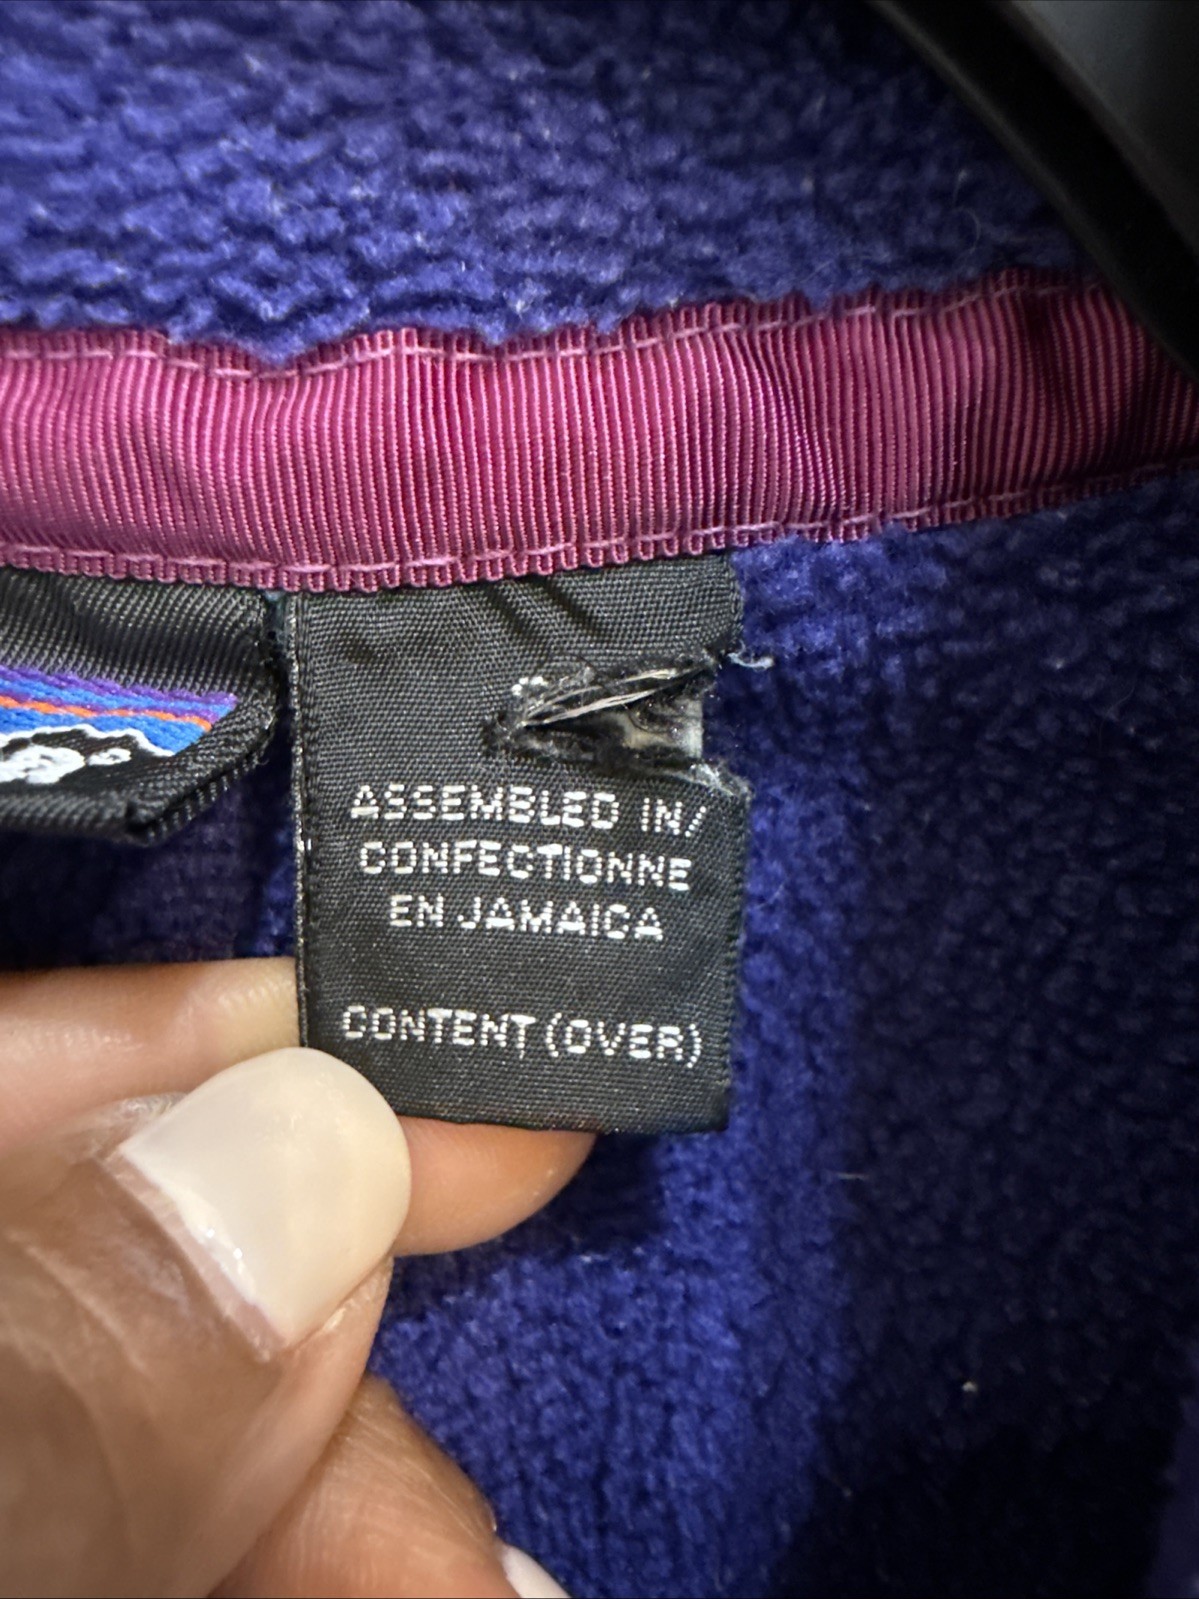 ASSEMBLED IN/
CONFECTIONNE
EN JAMAICA
CONTENT (OVER)